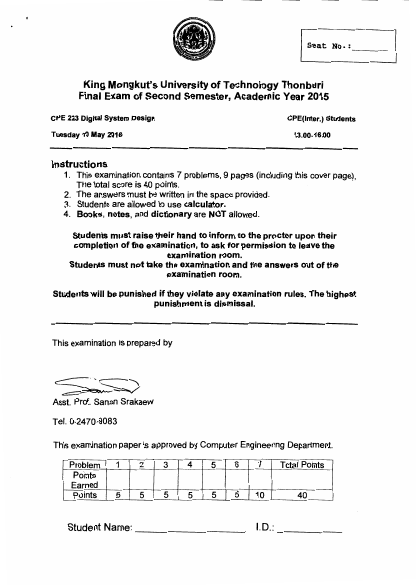 Seat No.:________
King Mongkut's University of Technology Thonburi
Final Exam of Second Semester, Academic Year 2015
CPE 223 Digital System Design CPE(Inter.) Students
Tuesday 10 May 2016 13.00-16.00
Instructions
1. This examination contains 7 problems, 9 pages (including this cover page). The total score is 40 points.
2. The answers must be written in the space provided.
3. Students are allowed to use calculator.
4. Books, notes, and dictionary are NOT allowed.
Students must raise their hand to inform to the proctor upon their
completion of the examination, to ask for permission to leave the
examination room.
Students must not take the examination and the answers out of the
examination room.
Students will be punished if they violate any examination rules. The highest
punishment is dismissal.
This examination is prepared by
Asst. Prof. Sanan Srakaew
Tel. 0-2470-9083
This examination paper is approved by Computer Engineering Department.
Problem 1 2 3 4 5 6 7 Total Points
Points
Earned
Points 5 5 5 5 5 5 10 40
Student Name: ________________ I.D.: __________